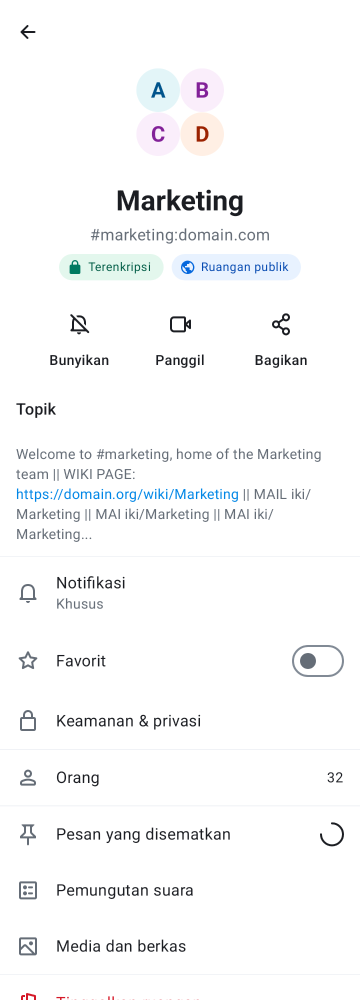 A
B
C
D
Marketing
#marketing:domain.com
Terenkripsi
Ruangan publik
Bunyikan
Panggil
Bagikan
Topik
Welcome to #marketing, home of the Marketing
team || WIKI PAGE:
https://domain.org/wiki/Marketing || MAIL iki/
Marketing || MAI iki/Marketing || MAI iki/
Marketing...
Notifikasi
Khusus
Favorit
Keamanan & privasi
Orang
32
Pesan yang disematkan
Pemungutan suara
Media dan berkas